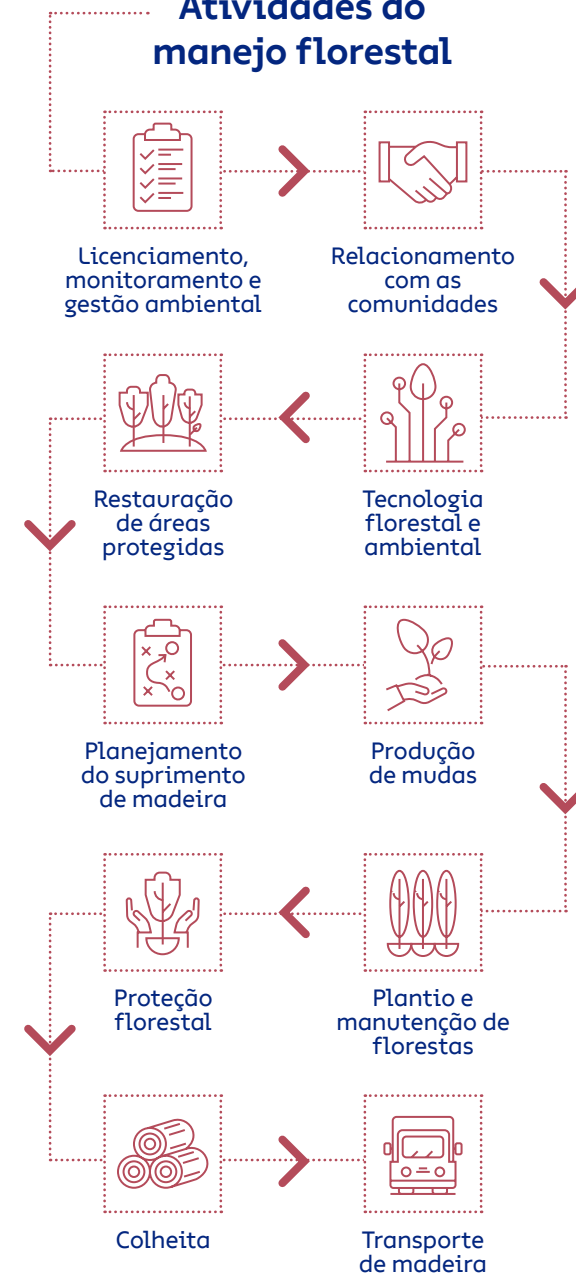 Atividades do
manejo florestal
Licenciamento,
monitoramento e
gestão ambiental
Relacionamento
com as
comunidades
Tecnologia
florestal e
ambiental
Restauração
de áreas
protegidas
Planejamento
do suprimento
de madeira
Produção
de mudas
Plantio e
manutenção de
florestas
Proteção
florestal
Colheita
Transporte
de madeira